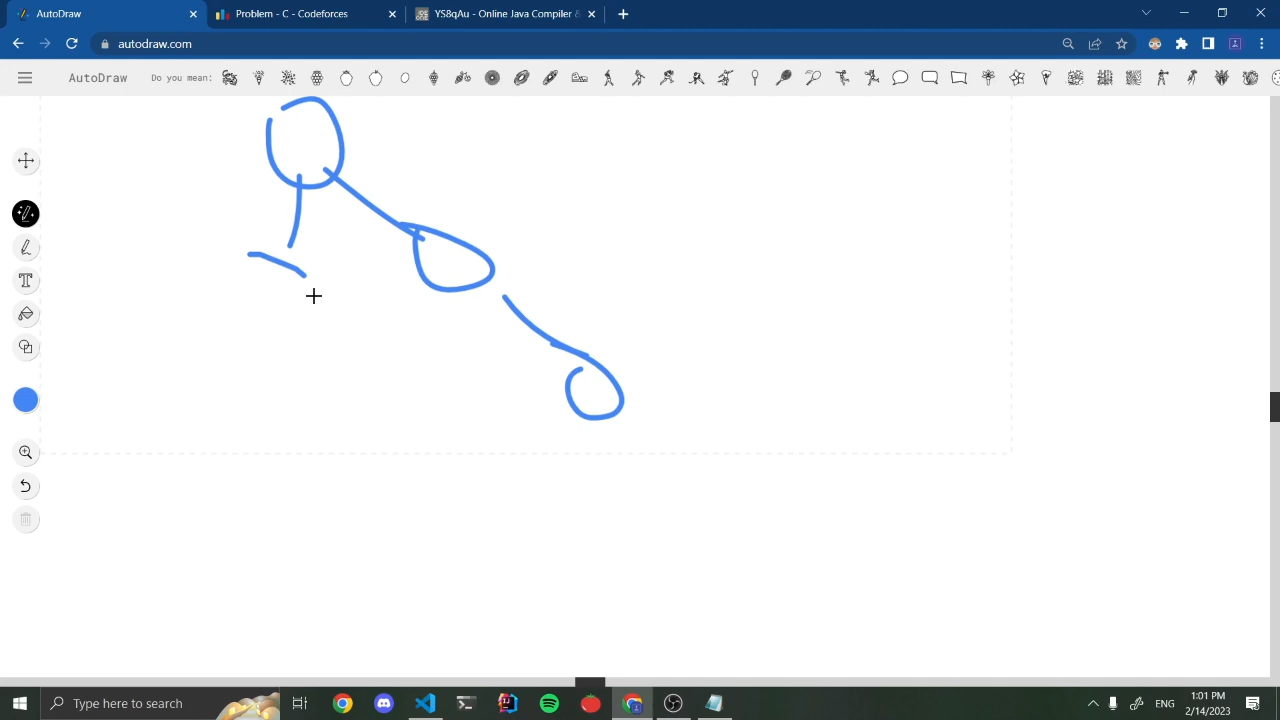 AutoDraw
Problem - C - Codeforces
YS8qAu - Online Java Compiler &
autodraw.com
AutoDraw
Do you mean:
Type here to search
ENG
1:01 PM
2/14/2023